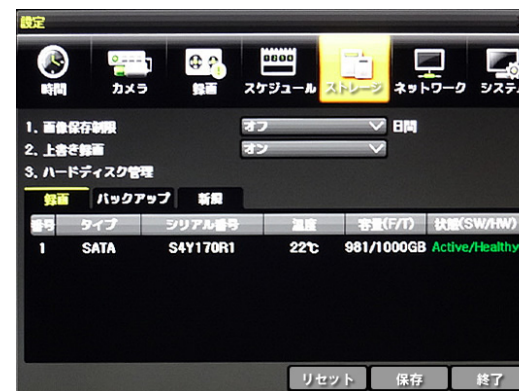 設定
時間 カメラ 録画 スケジュール ストレージ ネットワーク システム
1. 画像保存制限 オフ 日間
2. 上書き録画 オン
3. ハードディスク管理
録画 バックアップ 新規
番号 タイプ シリアル番号 温度 容量(F/T) 状態(SW/HW)
1 SATA S4Y170R1 22℃ 981/1000GB Active/Healthy
リセット 保存 終了